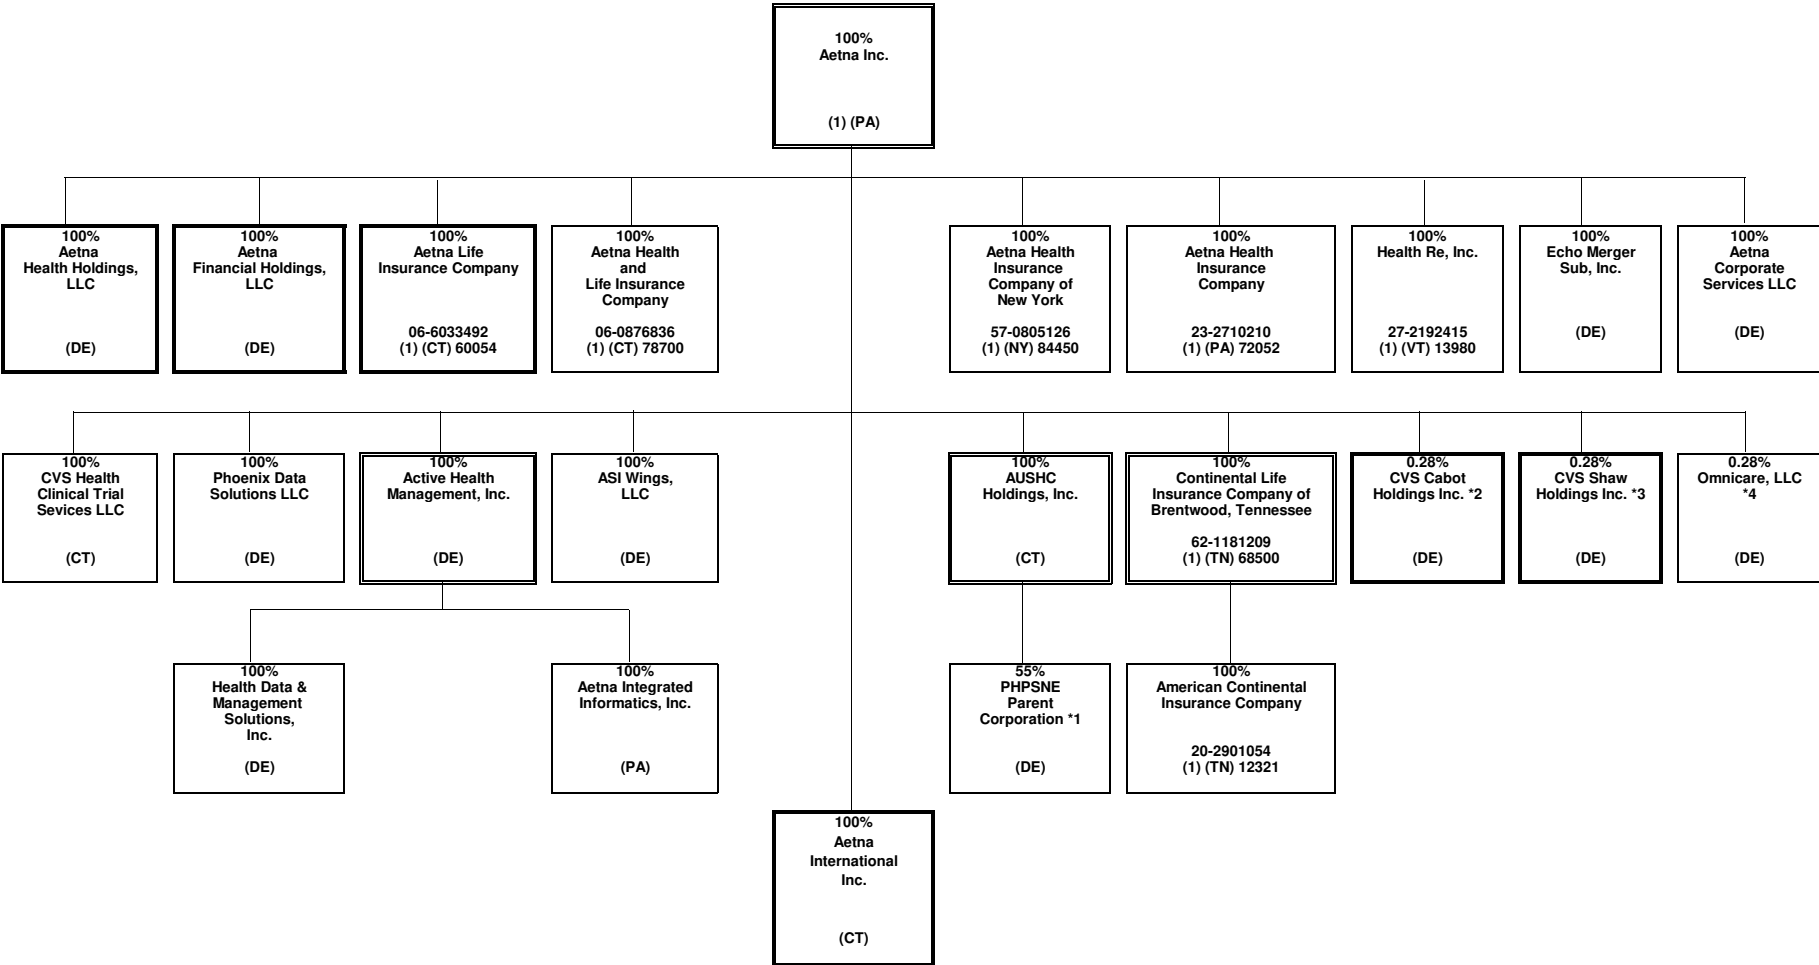 100%
Aetna Inc.
(1) (PA)
100%
Aetna
Health Holdings,
LLC
(DE)
100%
Aetna
Financial Holdings,
LLC
(DE)
100%
Aetna Life
Insurance Company
06-6033492
(1) (CT) 60054
100%
Aetna Health
and
Life Insurance
Company
06-0876836
(1) (CT) 78700
100%
Aetna Health
Insurance
Company of
New York
57-0805126
(1) (NY) 84450
100%
Aetna Health
Insurance
Company
23-2710210
(1) (PA) 72052
100%
Health Re, Inc.
27-2192415
(1) (VT) 13980
100%
Echo Merger
Sub, Inc.
(DE)
100%
Aetna
Corporate
Services LLC
(DE)
100%
CVS Health
Clinical Trial
Sevices LLC
(CT)
100%
Phoenix Data
Solutions LLC
(DE)
100%
Active Health
Management, Inc.
(DE)
100%
ASI Wings,
LLC
(DE)
100%
AUSHC
Holdings, Inc.
(CT)
100%
Continental Life
Insurance Company of
Brentwood, Tennessee
62-1181209
(1) (TN) 68500
0.28%
CVS Cabot
Holdings Inc. *2
(DE)
0.28%
CVS Shaw
Holdings Inc. *3
(DE)
0.28%
Omnicare, LLC
*4
(DE)
100%
Health Data &
Management
Solutions,
Inc.
(DE)
100%
Aetna Integrated
Informatics, Inc.
(PA)
55%
PHPSNE
Parent
Corporation *1
(DE)
100%
American Continental
Insurance Company
20-2901054
(1) (TN) 12321
100%
Aetna
International
Inc.
(CT)